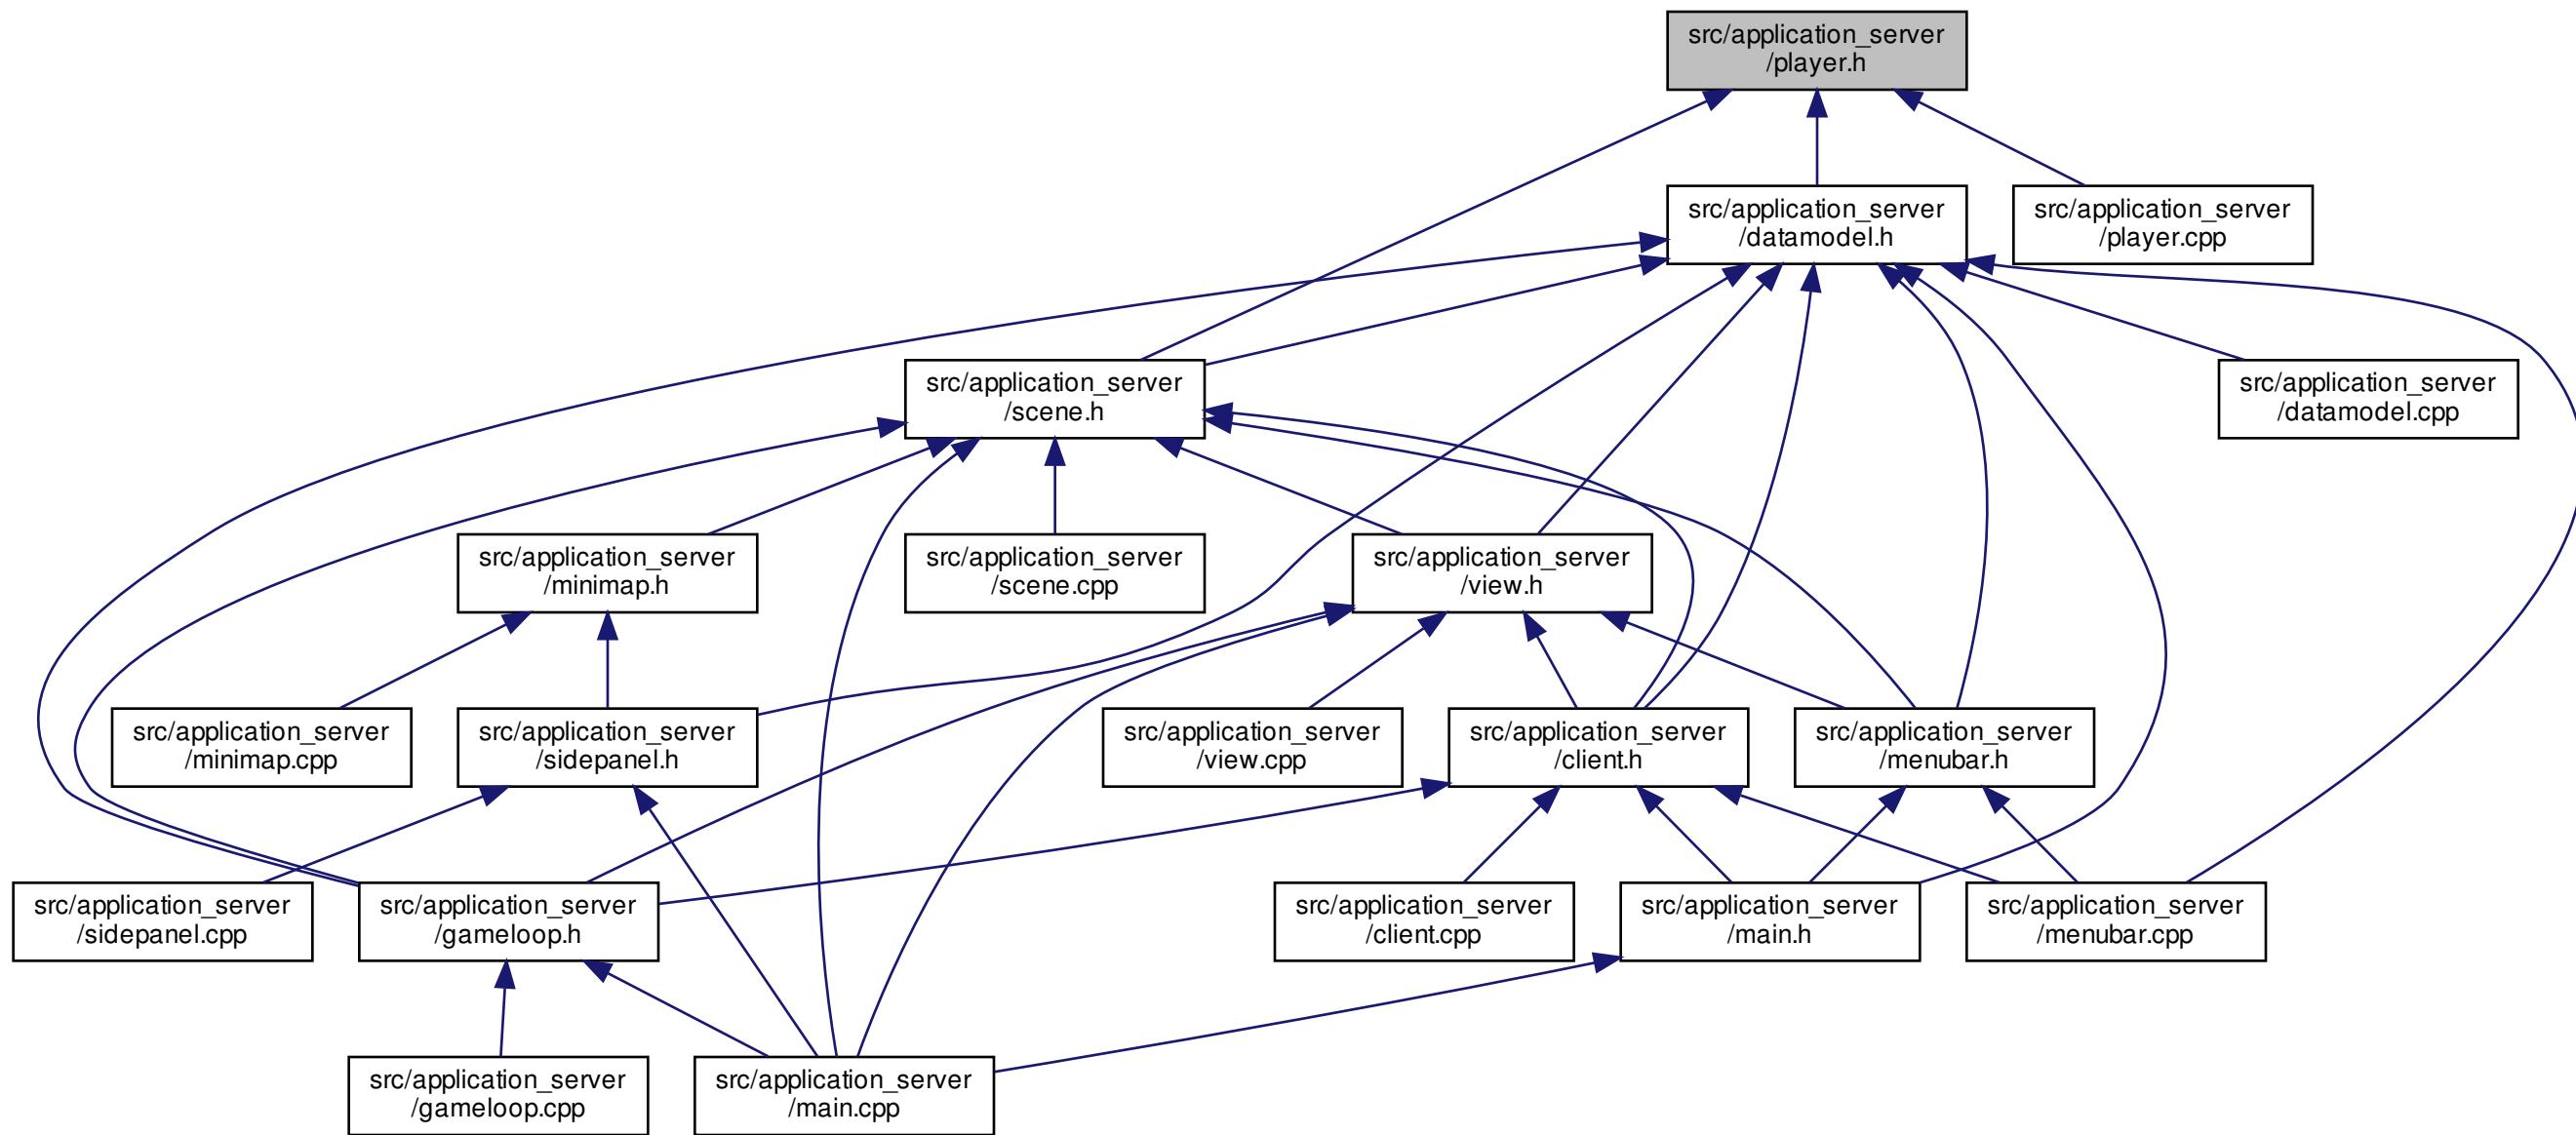 src/application_server
/player.h
src/application_server
/datamodel.h
src/application_server
/player.cpp
src/application_server
/scene.h
src/application_server
/datamodel.cpp
src/application_server
/minimap.h
src/application_server
/scene.cpp
src/application_server
/view.h
src/application_server
/minimap.cpp
src/application_server
/sidepanel.h
src/application_server
/view.cpp
src/application_server
/client.h
src/application_server
/menubar.h
src/application_server
/sidepanel.cpp
src/application_server
/gameloop.h
src/application_server
/client.cpp
src/application_server
/main.h
src/application_server
/menubar.cpp
src/application_server
/gameloop.cpp
src/application_server
/main.cpp